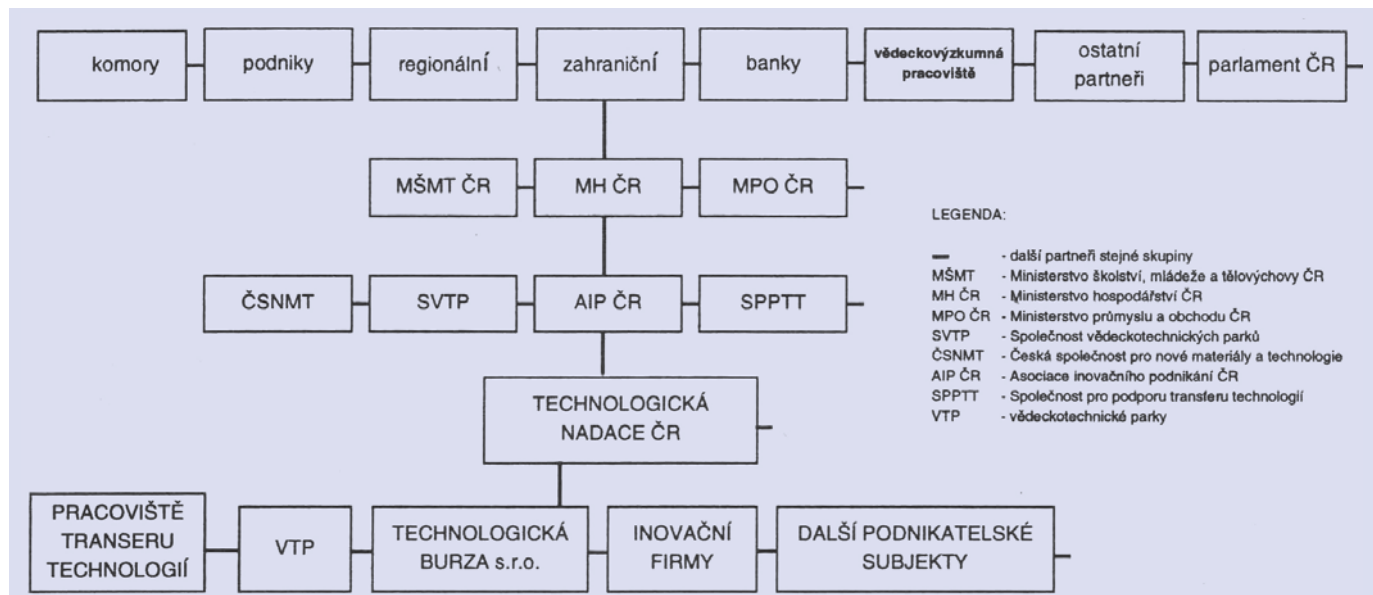 komory
podniky
regionální
zahraniční
banky
vědeckovýzkumná
pracoviště
ostatní
partneři
parlament ČR
MŠMT ČR
MH ČR
MPO ČR
ČSNMT
SVTP
AIP ČR
SPPTT
TECHNOLOGICKÁ
NADACE ČR
PRACOVIŠTĚ
TRANSERU
TECHNOLOGIÍ
VTP
TECHNOLOGICKÁ
BURZA s.r.o.
INOVAČNÍ
FIRMY
DALŠÍ PODNIKATELSKÉ
SUBJEKTY
LEGENDA:
- další partneři stejné skupiny
MŠMT - Ministerstvo školství, mládeže a tělovýchovy ČR
MH ČR - Ministerstvo hospodářství ČR
MPO ČR - Ministerstvo průmyslu a obchodu ČR
SVTP - Společnost vědeckotechnických parků
ČSNMT - Česká společnost pro nové materiály a technologie
AIP ČR - Asociace inovačního podnikání ČR
SPPTT - Společnost pro podporu transferu technologií
VTP - vědeckotechnické parky